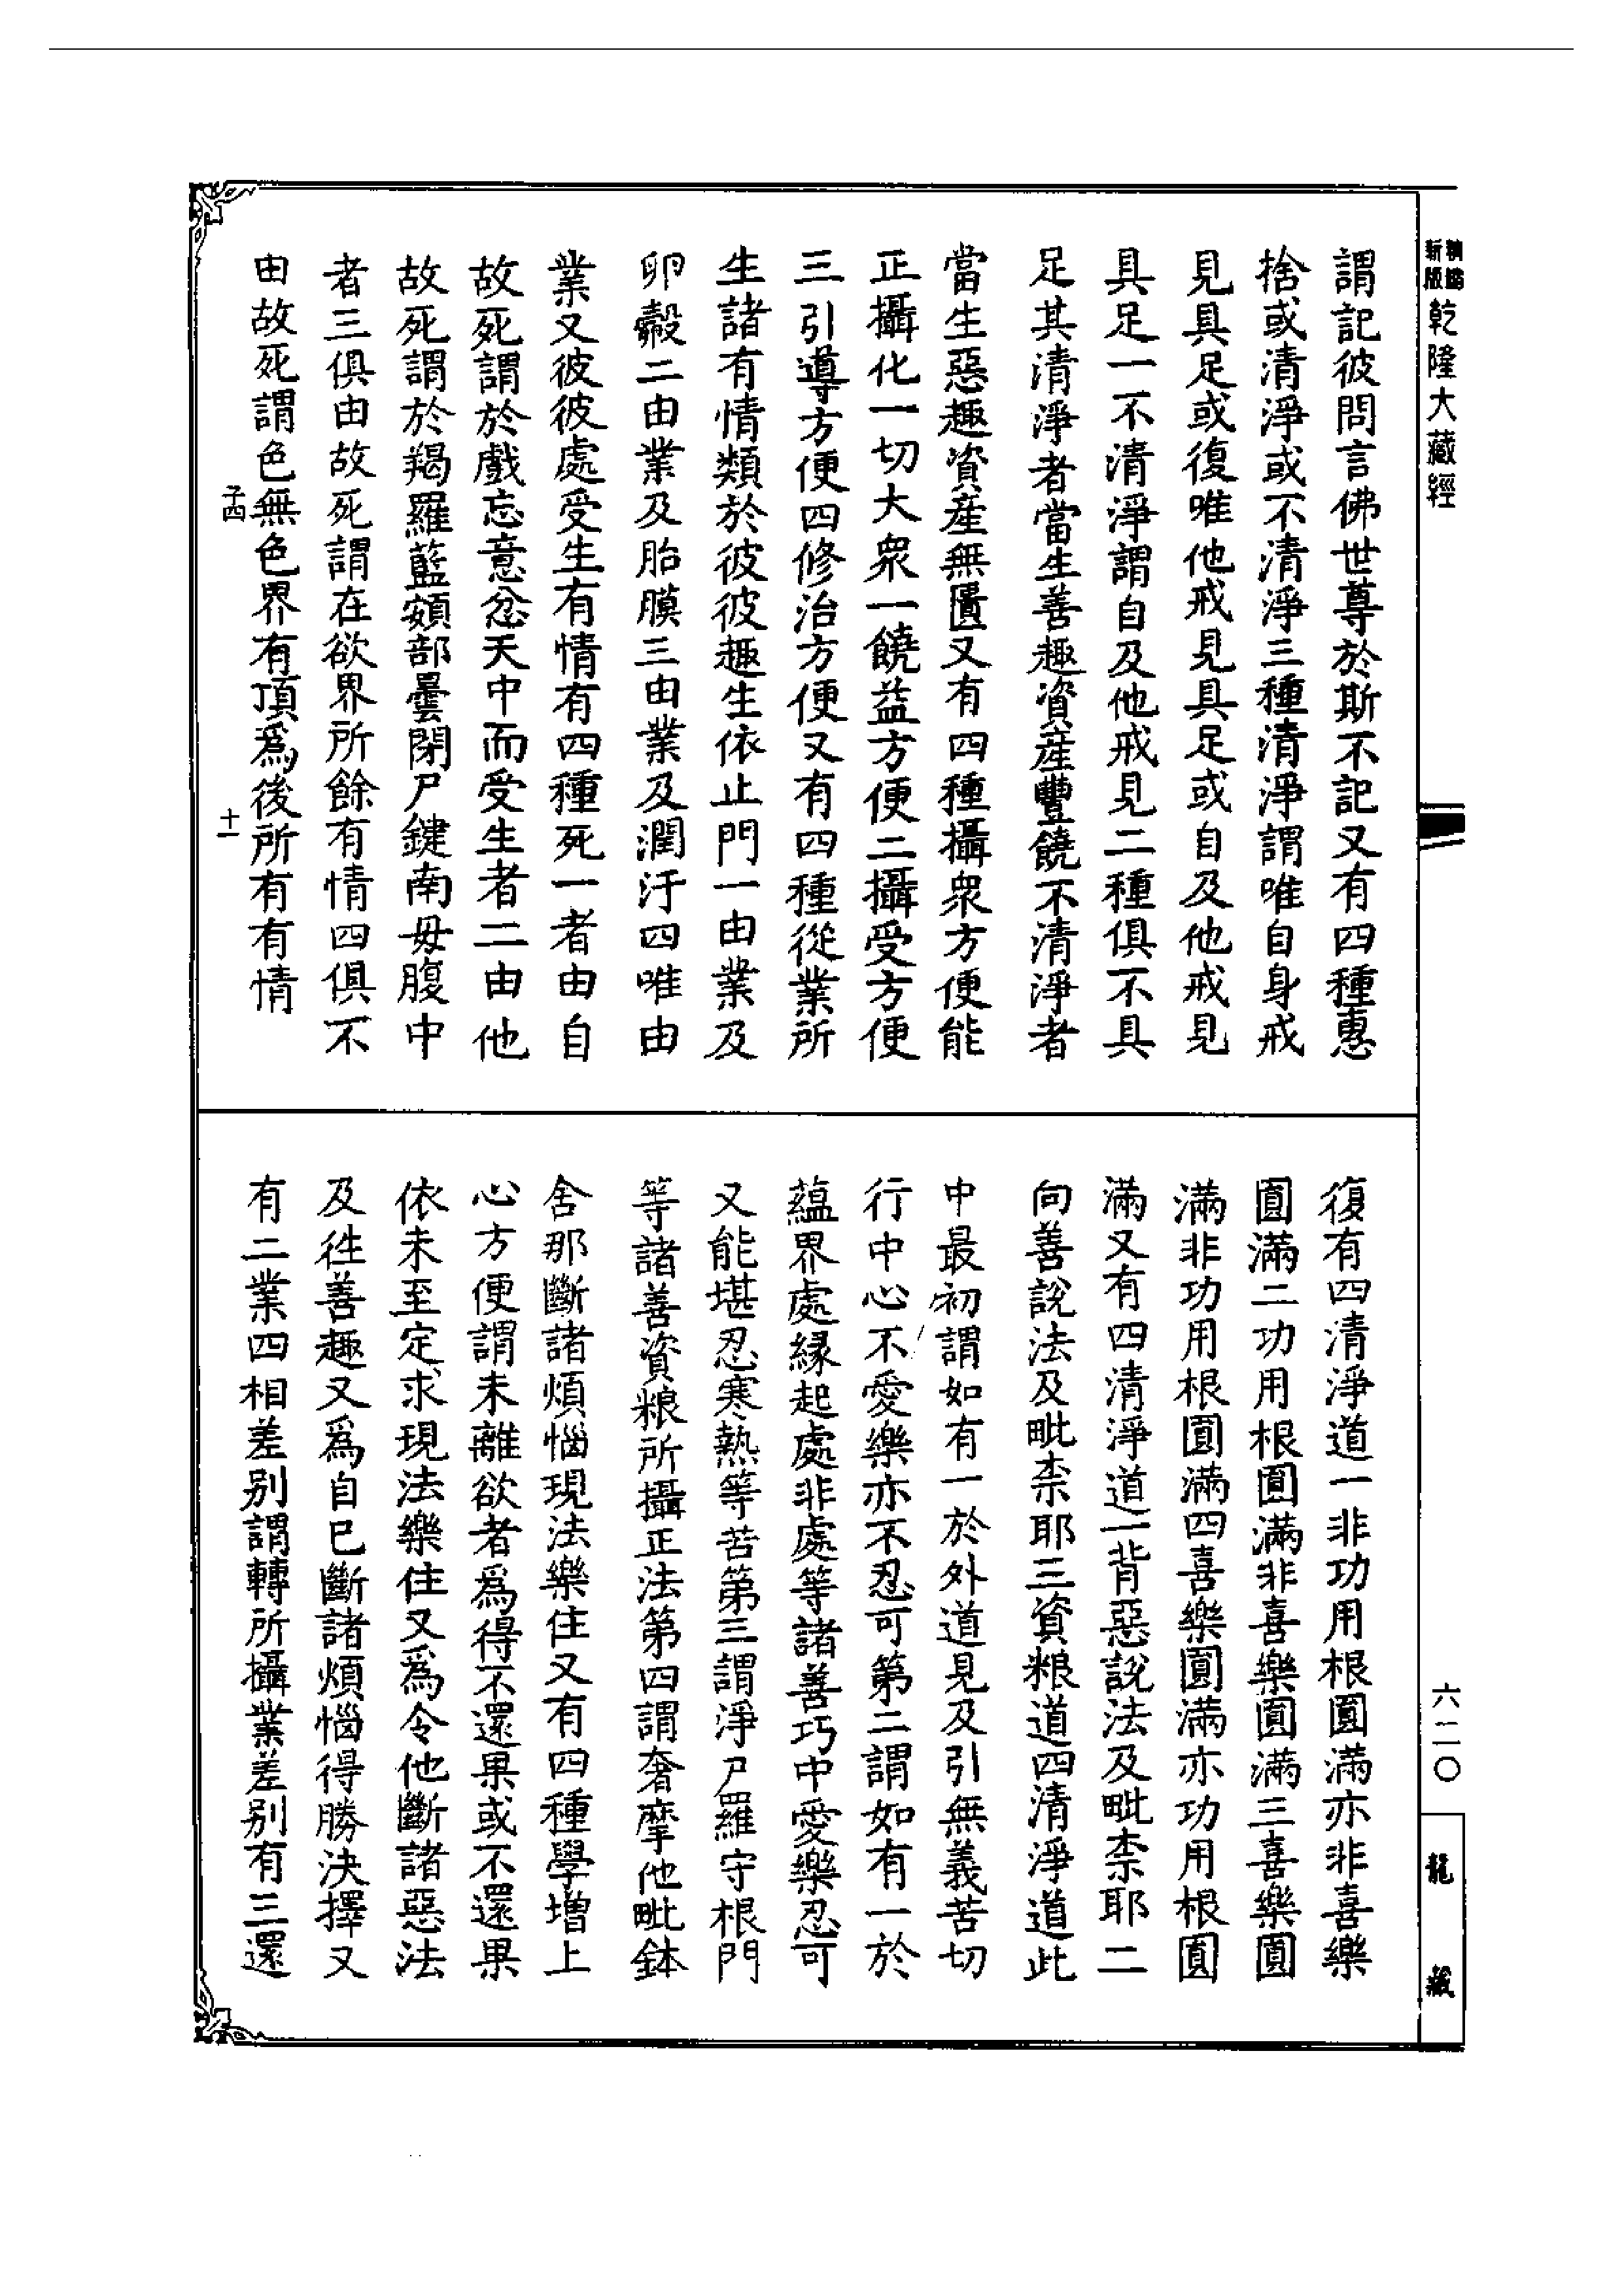 精縮新版乾隆大藏經
謂記彼問言佛世尊於斯不記又有四種惠
捨或清淨或不清淨三種清淨謂唯自身戒
見具足或復唯他戒見具足或自及他戒見
具足一不清淨謂自及他戒見二種俱不具
足其清淨者當生善趣資産豐饒不清淨者
當生惡趣資産無匱又有四種攝衆方便能
正攝化一切大衆一饒益方便二攝受方便
三引導方便四修治方便又有四種從業所
生諸有情類於彼彼趣生依止門一由業及
卵㲉二由業及胎膜三由業及潤汙四唯由
業又彼彼處受生有情有四種死一者由自
故死謂於戲忘意忿天中而受生者二由他
故死謂於羯羅藍頞部曇閉尸鍵南毋腹中
者三俱由故死謂在欲界所餘有情四俱不
由故死謂色無色界有頂爲後所有有情
子四
十一
復有四清淨道一非功用根圓滿亦非喜樂
圓滿二功用根圓滿非喜樂圓滿三喜樂圓
滿非功用根圓滿四喜樂圓滿亦功用根圓
滿又有四清淨道一背惡說法及毗柰耶二
向善說法及毗柰耶三資粮道四清淨道此
中最初謂如有一於外道見及引無義苦切
行中心不愛樂亦不忍可第二謂如有一於
蘊界處緣起處非處等諸善巧中愛樂忍可
又能堪忍寒熱等苦第三謂淨尸羅守根門
等諸善資粮所攝正法第四謂奢摩他毗鉢
舍那斷諸煩惱現法樂住又有四種學增上
心方便謂未離欲者爲得不還果或不還果
依未至定求現法樂住又爲令他斷諸惡法
及徃善趣又爲自巳斷諸煩惱得勝決擇又
有二業四相差别謂轉所攝業差别有三還
六二〇
龍藏